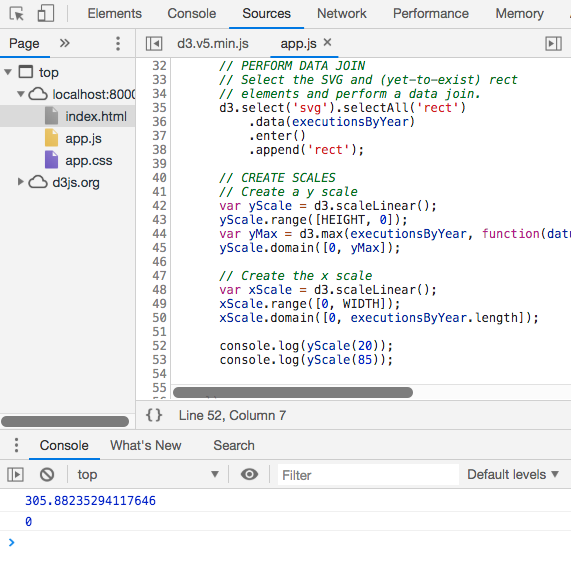 Elements Console Sources Network Performance Memory
Page d3.v5.min.js app.js
top
localhost:8000
index.html
app.js
app.css
d3js.org
32 // PERFORM DATA JOIN
33 // Select the SVG and (yet-to-exist) rect
34 // elements and perform a data join.
35 d3.select('svg').selectAll('rect')
36 .data(executionsByYear)
37 .enter()
38 .append('rect');
39
40 // CREATE SCALES
41 // Create a y scale
42 var yScale = d3.scaleLinear();
43 yScale.range([HEIGHT, 0]);
44 var yMax = d3.max(executionsByYear, function(datu
45 yScale.domain([0, yMax]);
46
47 // Create the x scale
48 var xScale = d3.scaleLinear();
49 xScale.range([0, WIDTH]);
50 xScale.domain([0, executionsByYear.length]);
51
52 console.log(yScale(20));
53 console.log(yScale(85));
54
55
{} Line 52, Column 7
Console What's New Search
top Filter Default levels
305.88235294117646
0